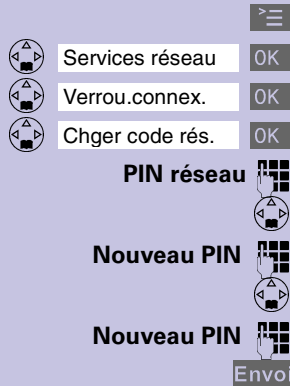 Services réseau OK
Verrou.connex. OK
Chger code rés. OK
PIN réseau
Nouveau PIN
Nouveau PIN
Envoi